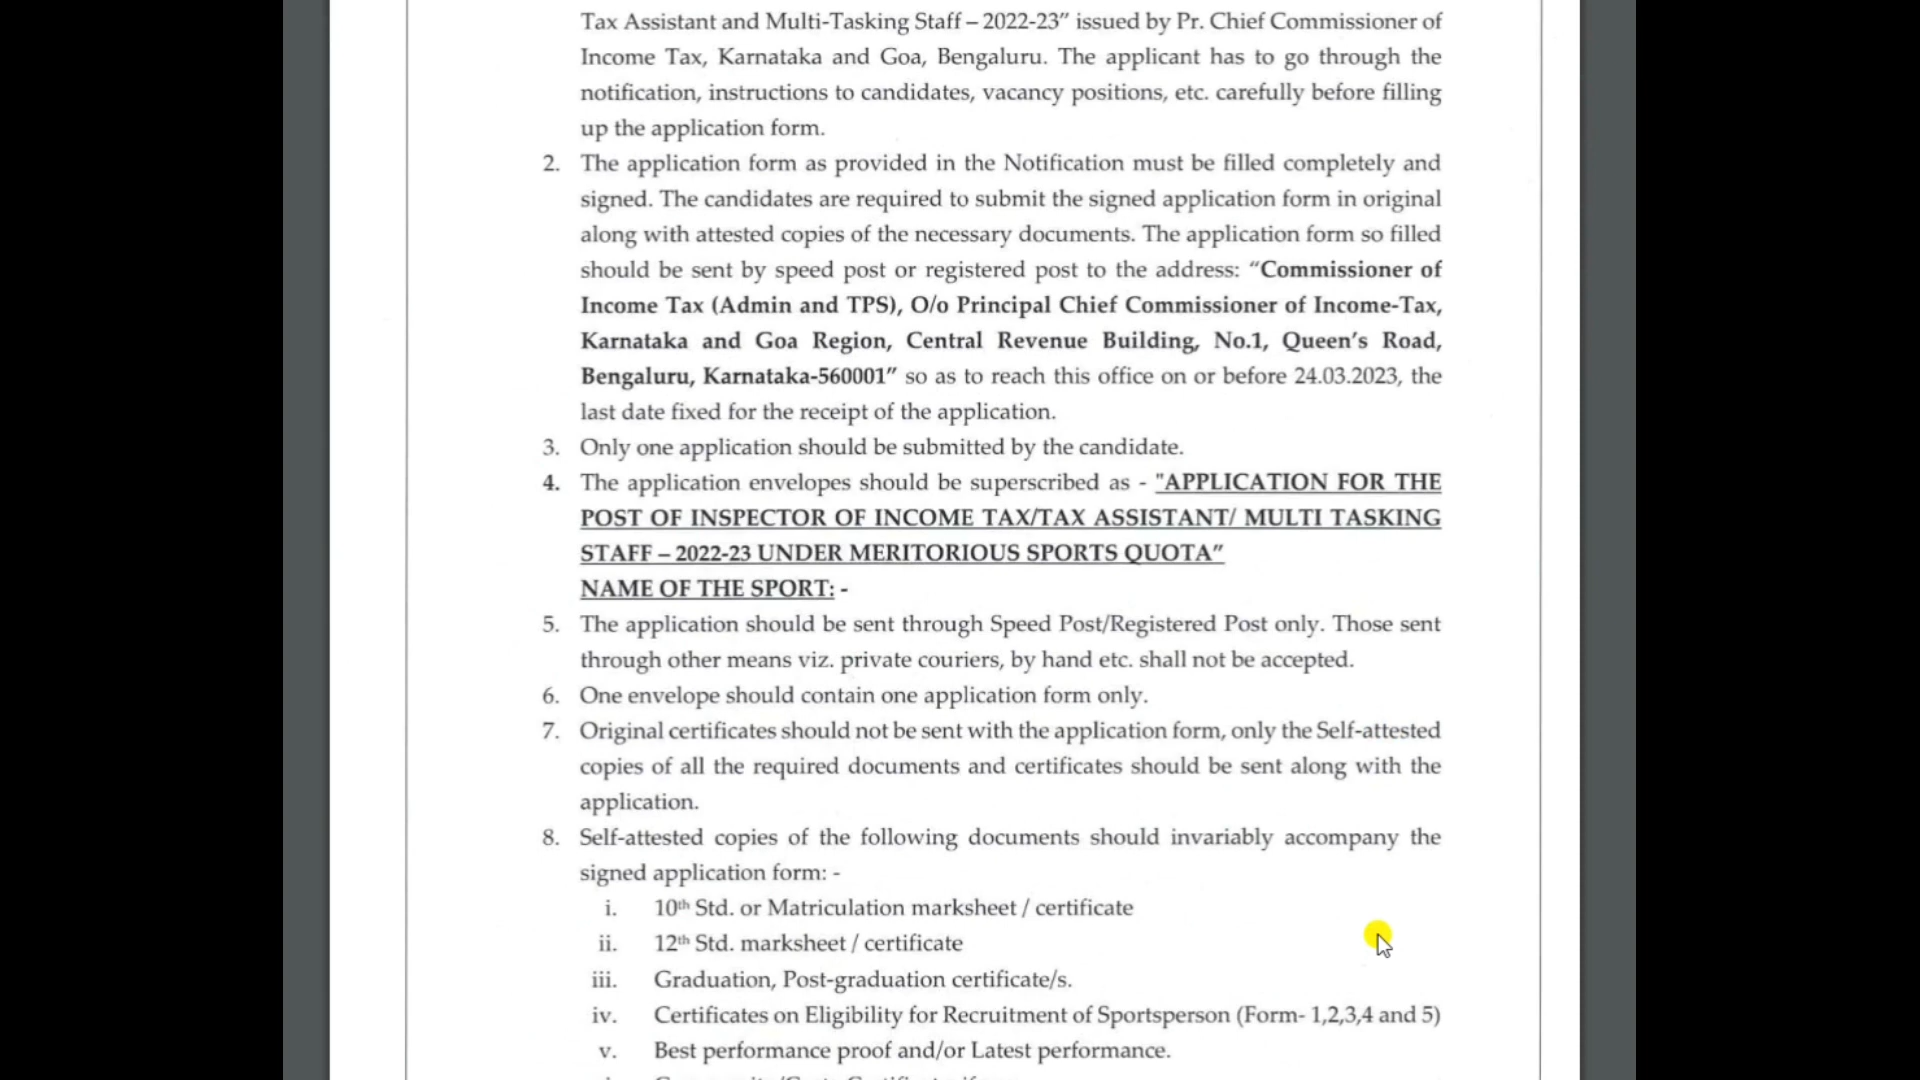 Tax Assistant and Multi-Tasking Staff – 2022-23” issued by Pr. Chief Commissioner of
Income Tax, Karnataka and Goa, Bengaluru. The applicant has to go through the
notification, instructions to candidates, vacancy positions, etc. carefully before filling
up the application form.
2. The application form as provided in the Notification must be filled completely and
signed. The candidates are required to submit the signed application form in original
along with attested copies of the necessary documents. The application form so filled
should be sent by speed post or registered post to the address: “Commissioner of
Income Tax (Admin and TPS), O/o Principal Chief Commissioner of Income-Tax,
Karnataka and Goa Region, Central Revenue Building, No.1, Queen’s Road,
Bengaluru, Karnataka-560001” so as to reach this office on or before 24.03.2023, the
last date fixed for the receipt of the application.
3. Only one application should be submitted by the candidate.
4. The application envelopes should be superscribed as - "APPLICATION FOR THE
POST OF INSPECTOR OF INCOME TAX/TAX ASSISTANT/ MULTI TASKING
STAFF – 2022-23 UNDER MERITORIOUS SPORTS QUOTA”
NAME OF THE SPORT: -
5. The application should be sent through Speed Post/Registered Post only. Those sent
through other means viz. private couriers, by hand etc. shall not be accepted.
6. One envelope should contain one application form only.
7. Original certificates should not be sent with the application form, only the Self-attested
copies of all the required documents and certificates should be sent along with the
application.
8. Self-attested copies of the following documents should invariably accompany the
signed application form: -
i. 10th Std. or Matriculation marksheet / certificate
ii. 12th Std. marksheet / certificate
iii. Graduation, Post-graduation certificate/s.
iv. Certificates on Eligibility for Recruitment of Sportsperson (Form- 1,2,3,4 and 5)
v. Best performance proof and/or Latest performance.